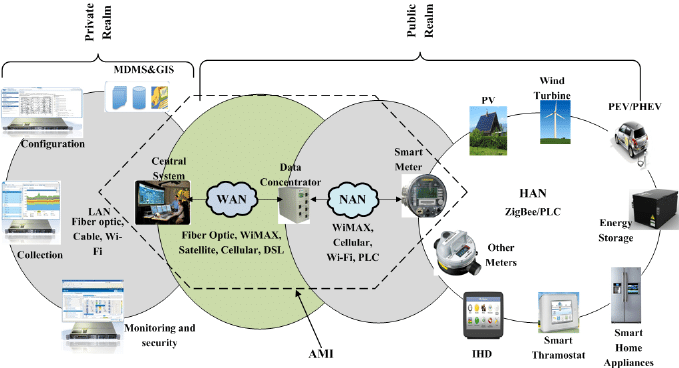 Private
Realm
Public
Realm
MDMS&GIS
Configuration
Central
System
LAN
Fiber optic,
Cable, Wi-
Fi
Collection
Monitoring and
security
WAN
Data
Concentrator
Fiber Optic, WiMAX,
Satellite, Cellular, DSL
NAN
WiMAX,
Cellular,
Wi-Fi, PLC
Smart
Meter
AMI
PV
Wind
Turbine
PEV/PHEV
HAN
ZigBee/PLC
Energy
Storage
Other
Meters
IHD
Smart
Thramostat
Smart
Home
Appliances